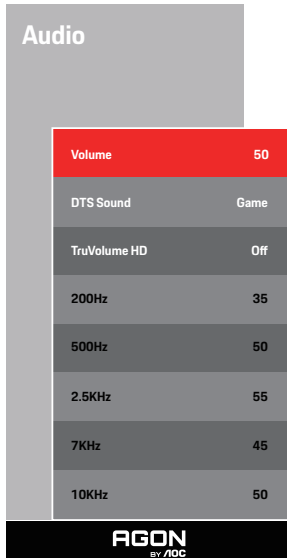 Audio
Volume 50
DTS Sound Game
TruVolume HD Off
200Hz 35
500Hz 50
2.5KHz 55
7KHz 45
10KHz 50
AGON
BY AOC